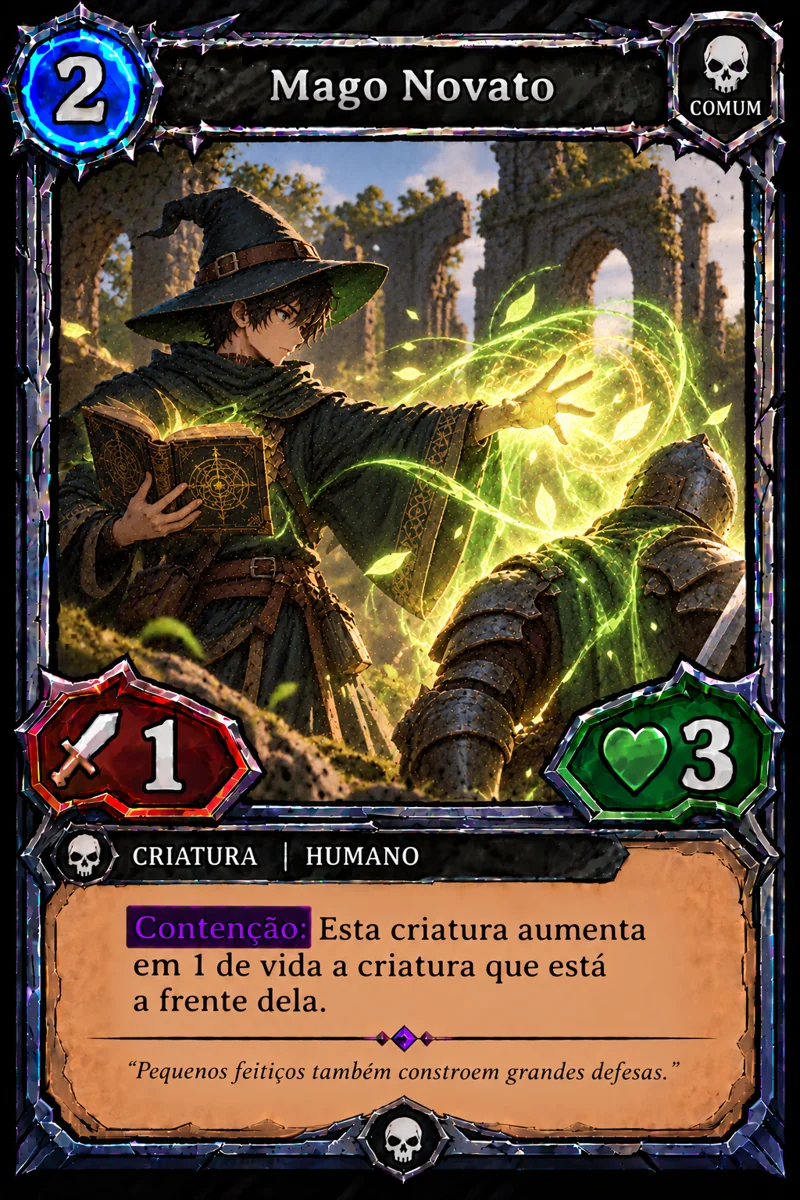 2
Mago Novato
COMUM
1
3
CRIATURA | HUMANO
Contenção: Esta criatura aumenta
em 1 de vida a criatura que está
a frente dela.
“Pequenos feitiços também constroem grandes defesas.”